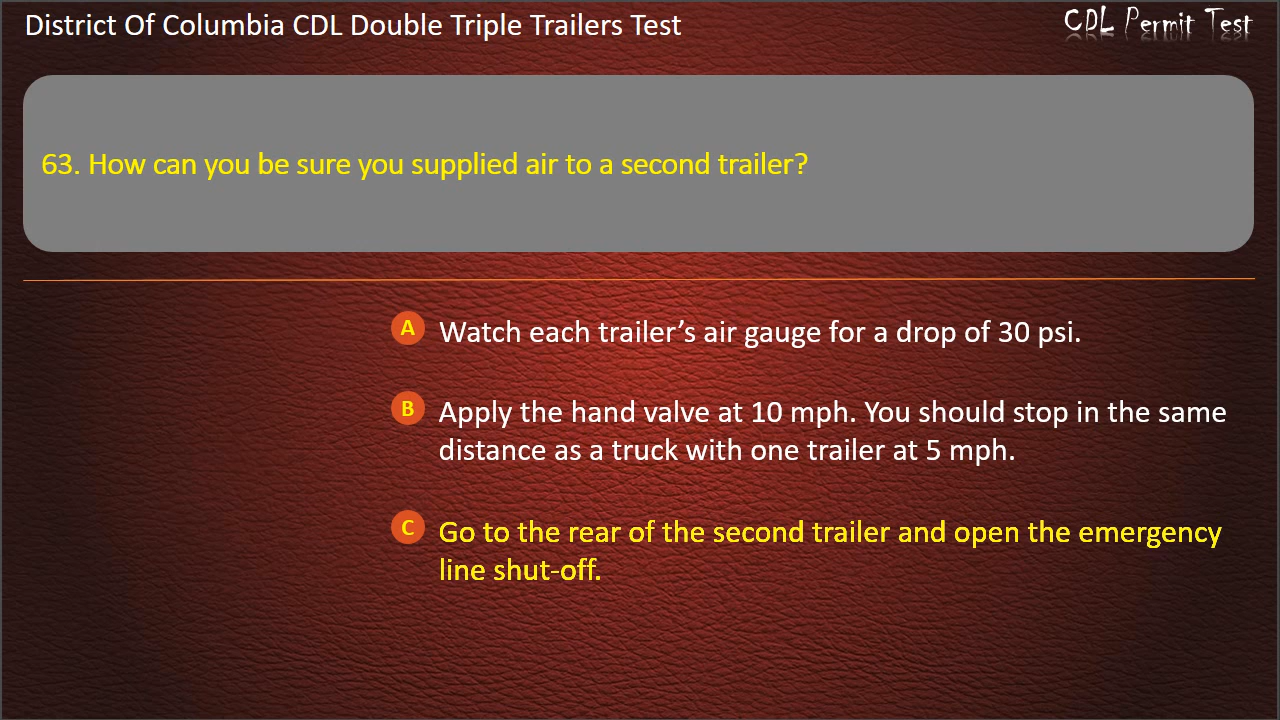 District Of Columbia CDL Double Triple Trailers Test
CDL Permit Test
63. How can you be sure you supplied air to a second trailer?
A Watch each trailer’s air gauge for a drop of 30 psi.
B Apply the hand valve at 10 mph. You should stop in the same
distance as a truck with one trailer at 5 mph.
C Go to the rear of the second trailer and open the emergency
line shut-off.